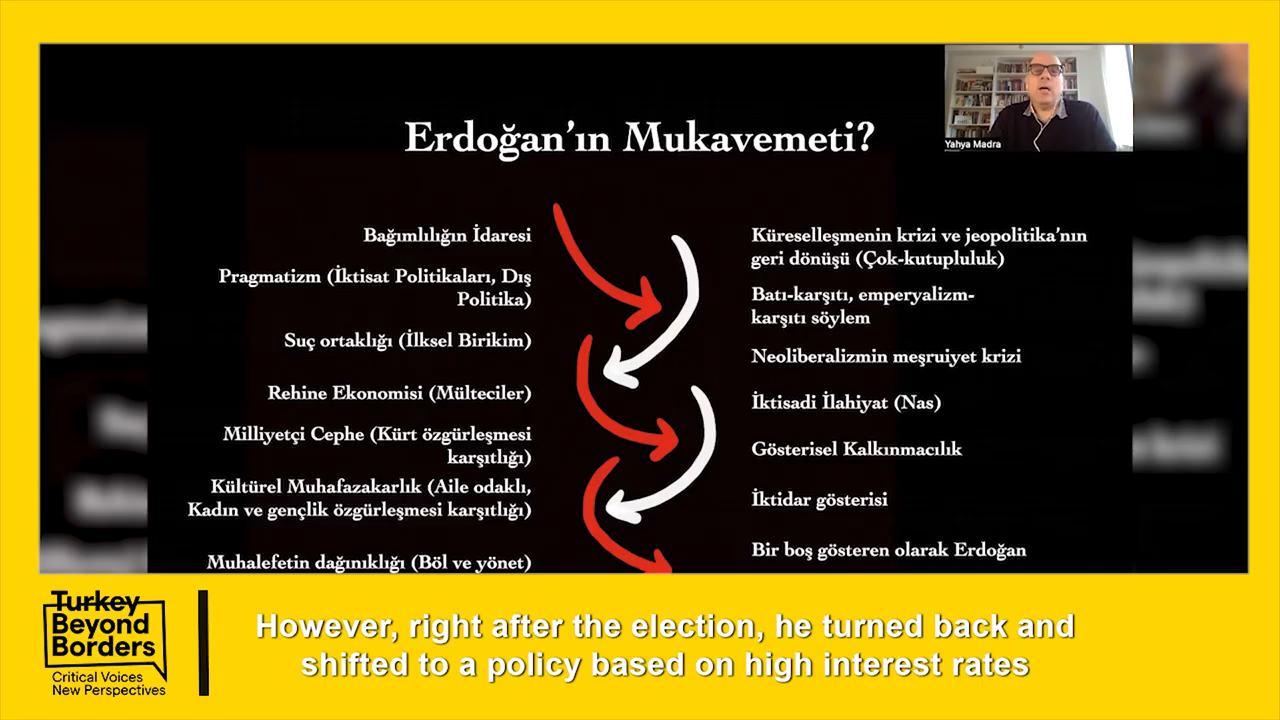 Erdoğan’ın Mukavemeti?
Yahya Madra
Bağımlılığın İdaresi
Pragmatizm (İktisat Politikaları, Dış
Politika)
Suç ortaklığı (İlksel Birikim)
Rehine Ekonomisi (Mülteciler)
Milliyetçi Cephe (Kürt özgürleşmesi
karşıtlığı)
Kültürel Muhafazakarlık (Aile odaklı,
Kadın ve gençlik özgürleşmesi karşıtlığı)
Muhalefetin dağınıklığı (Böl ve yönet)
Küreselleşmenin krizi ve jeopolitika’nın
geri dönüşü (Çok-kutupluluk)
Batı-karşıtı, emperyalizm-
karşıtı söylem
Neoliberalizmin meşruiyet krizi
İktisadi İlahiyat (Nas)
Gösterisel Kalkınmacılık
İktidar gösterisi
Bir boş gösteren olarak Erdoğan
Turkey
Beyond
Borders
Critical Voices
New Perspectives
However, right after the election, he turned back and
shifted to a policy based on high interest rates